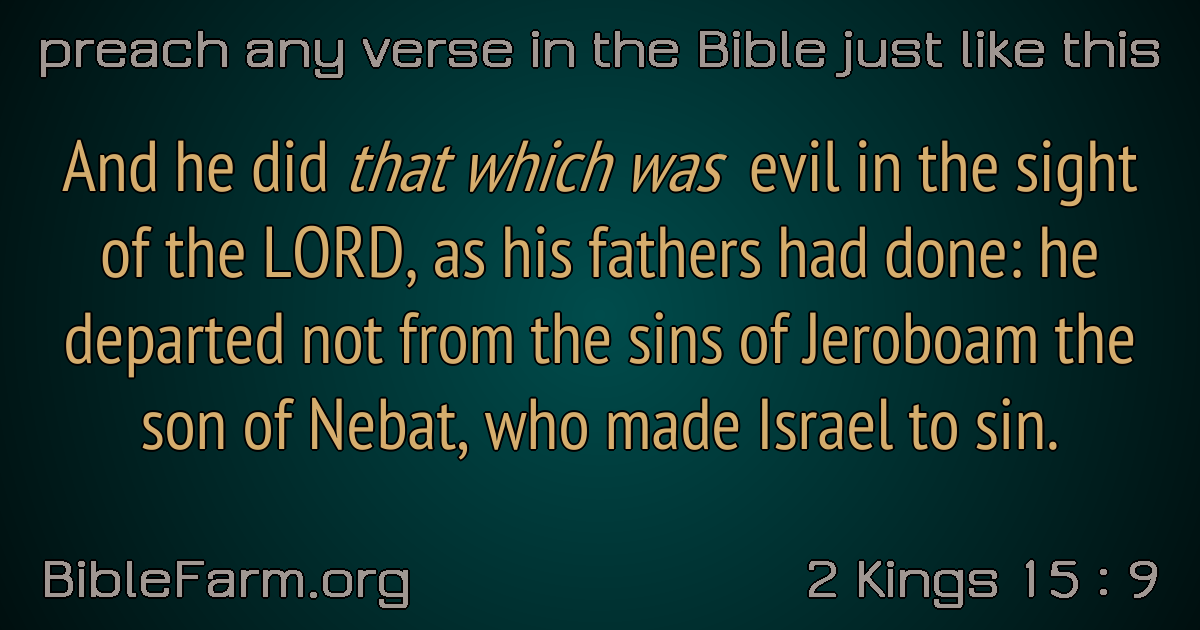 preach any verse in the Bible just like this
And he did that which was evil in the sight
of the LORD, as his fathers had done: he
departed not from the sins of Jeroboam the
son of Nebat, who made Israel to sin.
BibleFarm.org
2 Kings 15 : 9